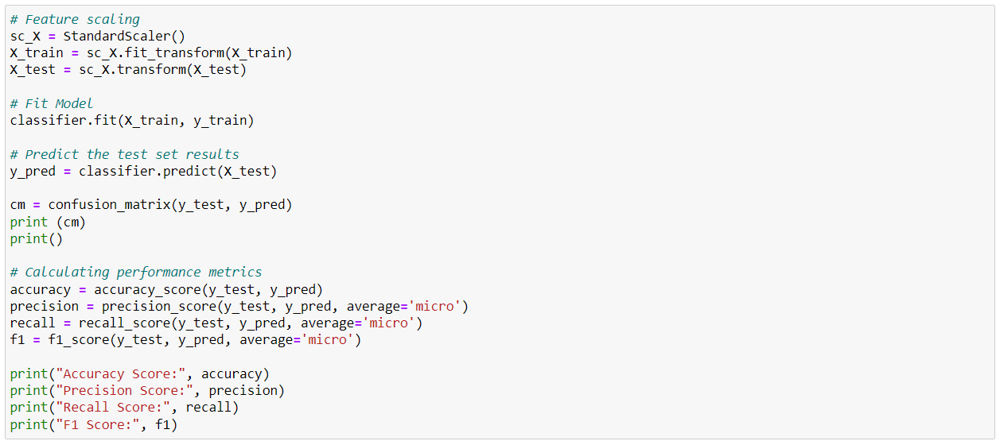 # Feature scaling
sc_X = StandardScaler()
X_train = sc_X.fit_transform(X_train)
X_test = sc_X.transform(X_test)

# Fit Model
classifier.fit(X_train, y_train)

# Predict the test set results
y_pred = classifier.predict(X_test)

cm = confusion_matrix(y_test, y_pred)
print (cm)
print()

# Calculating performance metrics
accuracy = accuracy_score(y_test, y_pred)
precision = precision_score(y_test, y_pred, average='micro')
recall = recall_score(y_test, y_pred, average='micro')
f1 = f1_score(y_test, y_pred, average='micro')

print("Accuracy Score:", accuracy)
print("Precision Score:", precision)
print("Recall Score:", recall)
print("F1 Score:", f1)